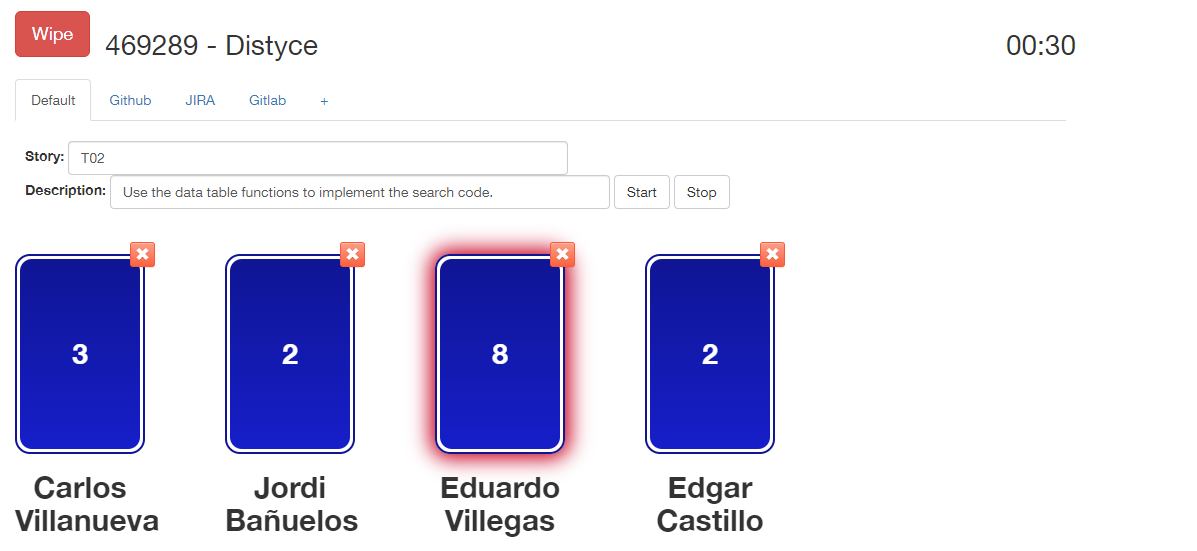 Wipe 469289 - Distyce 00:30
Default Github JIRA Gitlab +
Story: T02
Description: Use the data table functions to implement the search code. Start Stop
3 2 8 2
Carlos Jordi Eduardo Edgar
Villanueva Bañuelos Villegas Castillo